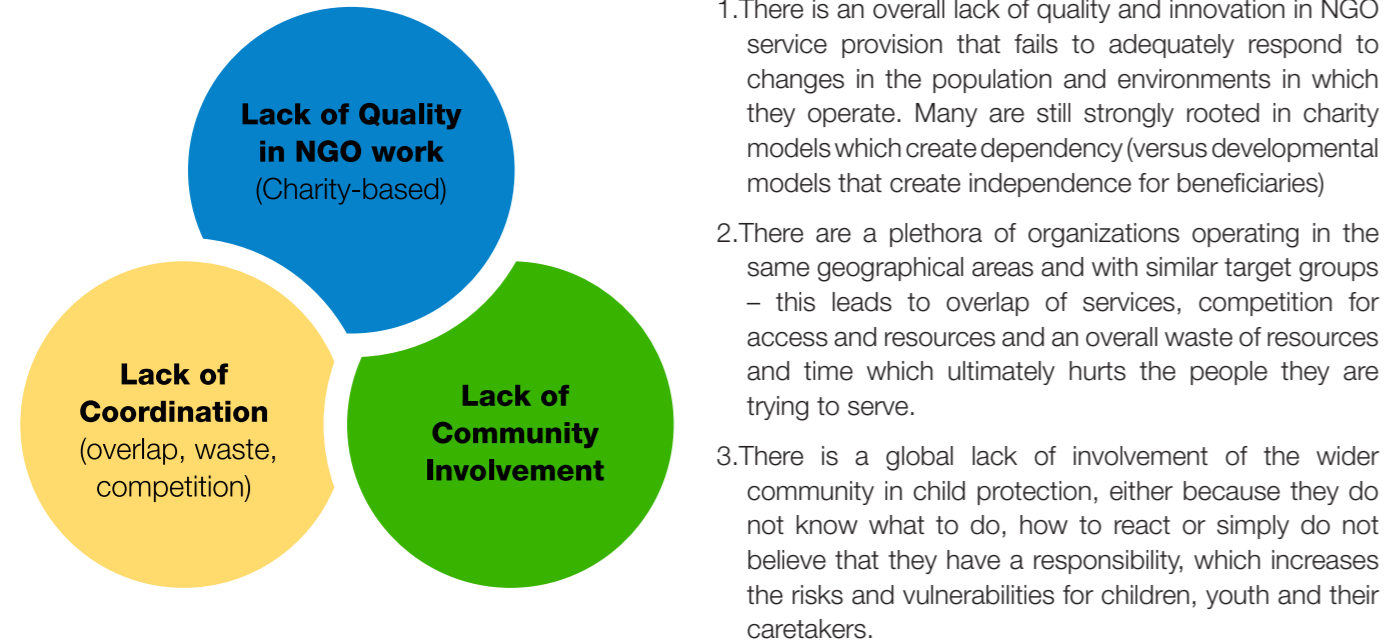 Lack of Quality
in NGO work
(Charity-based)
Lack of
Coordination
(overlap, waste,
competition)
Lack of
Community
Involvement
1.There is an overall lack of quality and innovation in NGO
service provision that fails to adequately respond to
changes in the population and environments in which
they operate. Many are still strongly rooted in charity
models which create dependency (versus developmental
models that create independence for beneficiaries)
2.There are a plethora of organizations operating in the
same geographical areas and with similar target groups
– this leads to overlap of services, competition for
access and resources and an overall waste of resources
and time which ultimately hurts the people they are
trying to serve.
3.There is a global lack of involvement of the wider
community in child protection, either because they do
not know what to do, how to react or simply do not
believe that they have a responsibility, which increases
the risks and vulnerabilities for children, youth and their
caretakers.